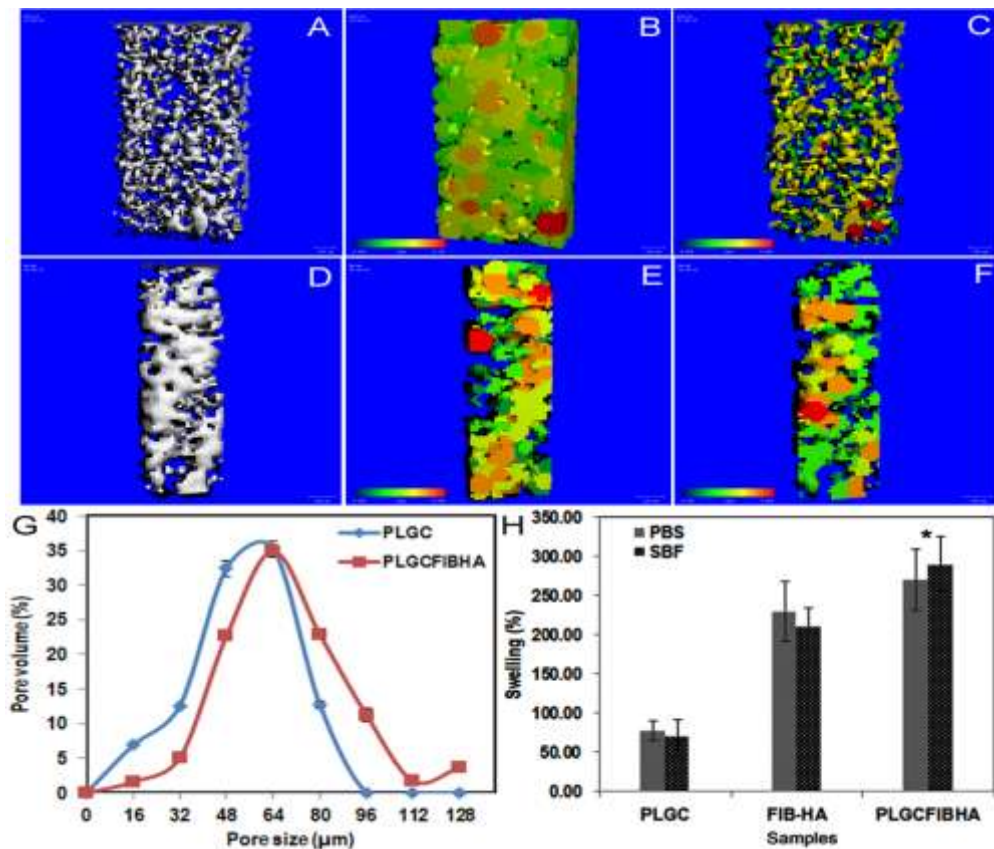 A
B
C
D
E
F
G
40
35
30
25
20
15
10
5
0
Pore volume (%)
PLGC
PLGCFIBHA
0 16 32 48 64 80 96 112 128
Pore size (µm)
H
350.00
300.00
250.00
200.00
150.00
100.00
50.00
0.00
Swelling (%)
PBS
SBF
*
PLGC FIB-HA PLGCFIBHA
Samples